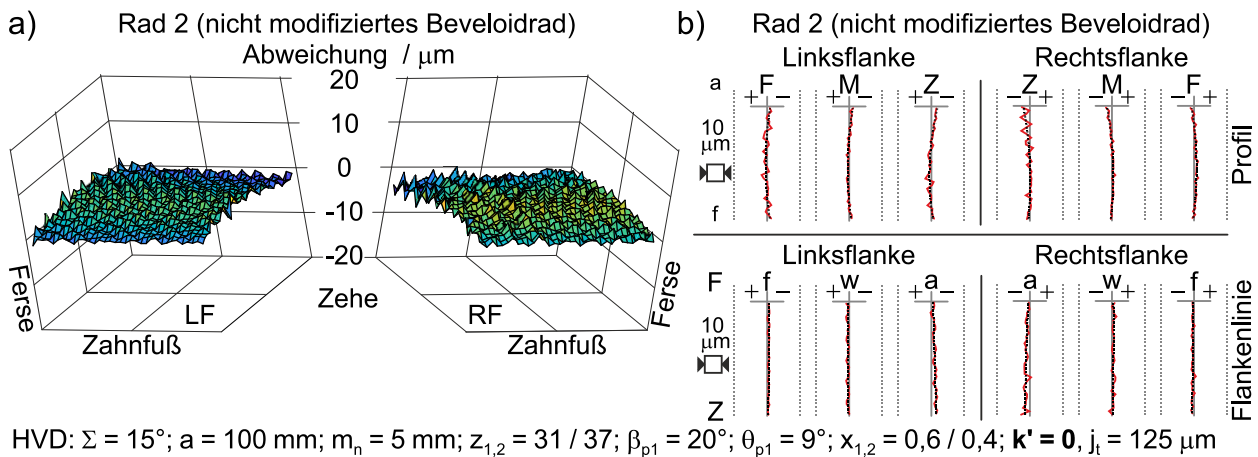 a) Rad 2 (nicht modifiziertes Beveloidrad)
Abweichung / μm
20
10
0
-10
-20
Ferse
Zehe
Ferse
LF
RF
Zahnfuß
Zahnfuß
b) Rad 2 (nicht modifiziertes Beveloidrad)
Linksflanke
Rechtsflanke
a
+F−
+M−
+Z−
−Z+
−M+
−F+
10
μm
f
Profil
Linksflanke
Rechtsflanke
F
+f−
+w−
+a−
−a+
−w+
−f+
10
μm
Z
Flankenlinie
HVD: Σ = 15°; a = 100 mm; mₙ = 5 mm; z₁,₂ = 31 / 37; βₚ₁ = 20°; θₚ₁ = 9°; x₁,₂ = 0,6 / 0,4; k' = 0, jₜ = 125 μm